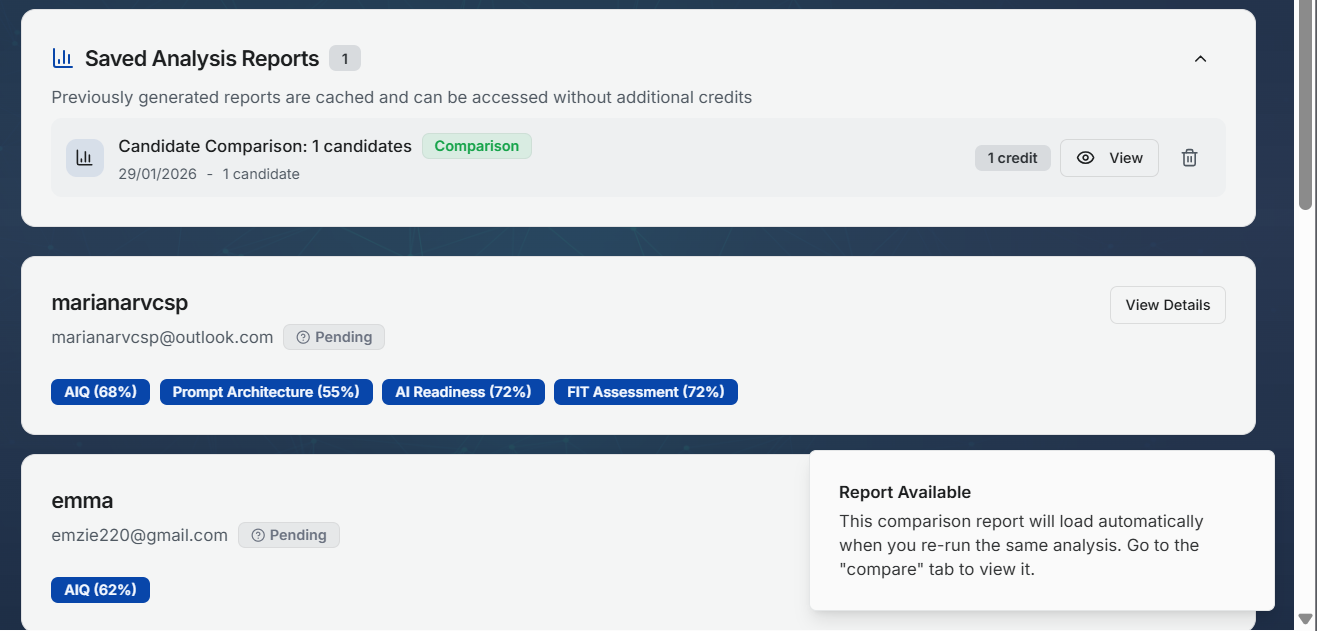 Saved Analysis Reports 1
Previously generated reports are cached and can be accessed without additional credits
Candidate Comparison: 1 candidates Comparison
29/01/2026 - 1 candidate
1 credit View
marianarvcsp
View Details
marianarvcsp@outlook.com Pending
AIQ (68%) Prompt Architecture (55%) AI Readiness (72%) FIT Assessment (72%)
emma
emzie220@gmail.com Pending
AIQ (62%)
Report Available
This comparison report will load automatically
when you re-run the same analysis. Go to the
"compare" tab to view it.